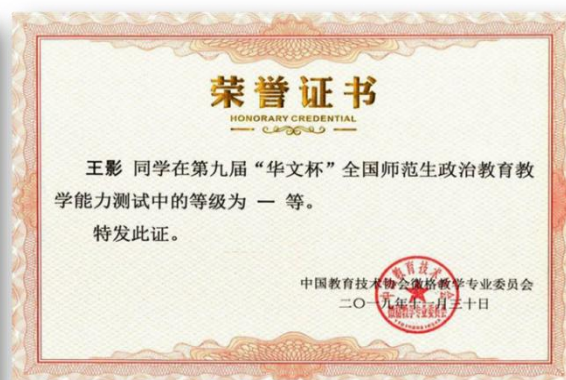 荣誉证书
HONORARY CREDENTIAL
王影 同学在第九届“华文杯”全国师范生政治教育教
学能力测试中的等级为 一 等。
特发此证。
中国教育技术协会微格教学专业委员会
二〇一九年十一月三十日